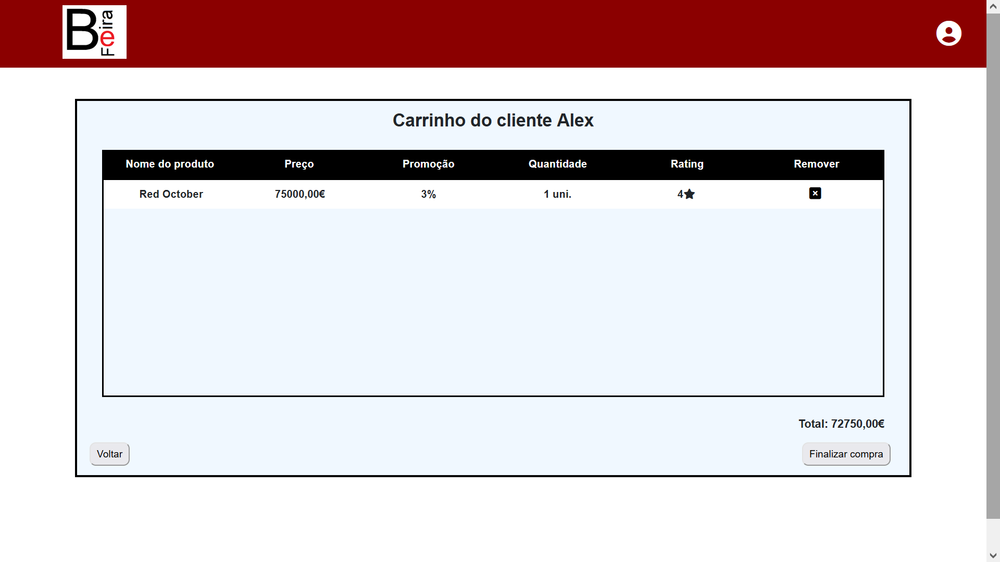 B Feira
Carrinho do cliente Alex
Nome do produto Preço Promoção Quantidade Rating Remover
Red October 75000,00€ 3% 1 uni. 4★
Total: 72750,00€
Voltar Finalizar compra